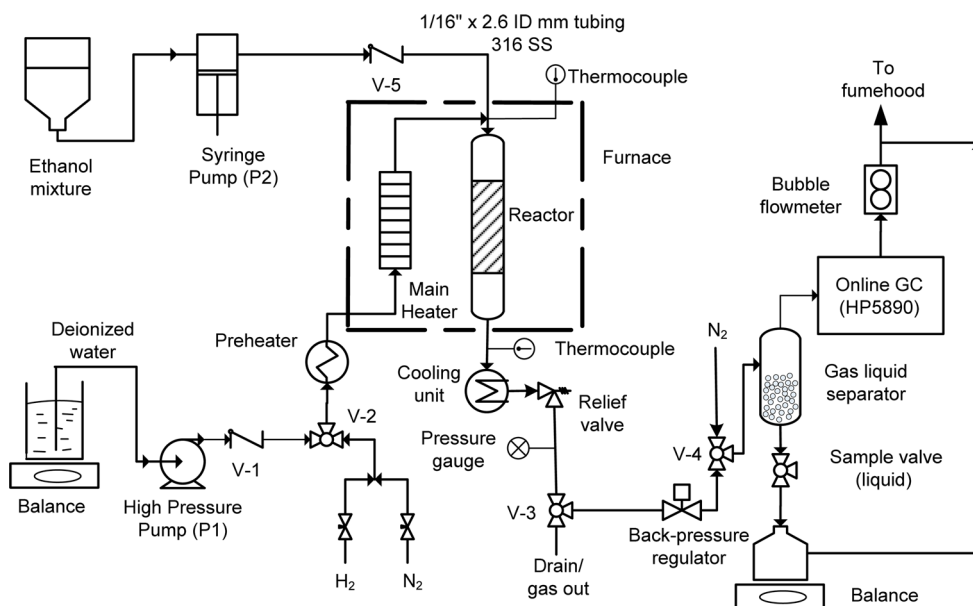 1/16" x 2.6 ID mm tubing
316 SS
Thermocouple
V-5
To
fumehood
Ethanol
mixture
Syringe
Pump (P2)
Furnace
Bubble
flowmeter
Reactor
Main
Heater
Online GC
(HP5890)
Deionized
water
Preheater
N2
Thermocouple
Cooling
unit
Gas liquid
separator
Relief
valve
V-2
V-1
Pressure
gauge
V-4
Sample valve
(liquid)
Balance
High Pressure
Pump (P1)
V-3
Back-pressure
regulator
H2
N2
Drain/
gas out
Balance